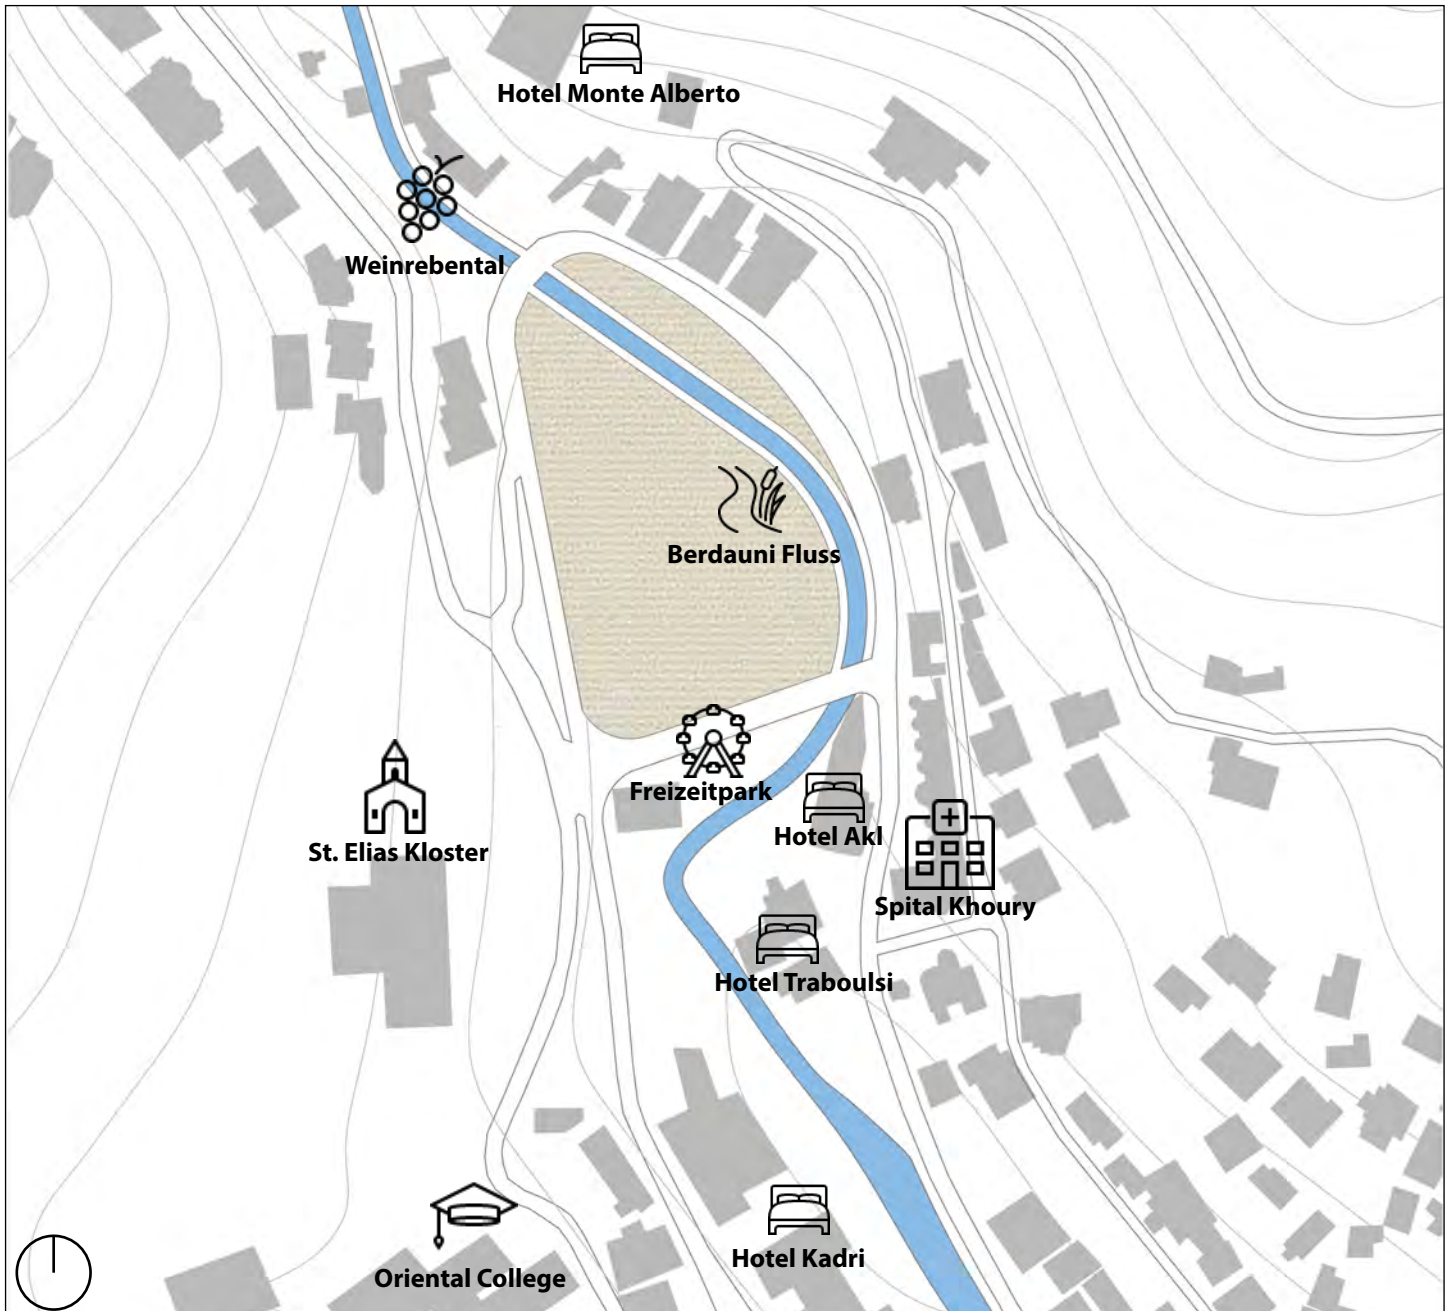 Hotel Monte Alberto
Weinrebental
Berdauni Fluss
Freizeitpark
Hotel Akl
St. Elias Kloster
Spital Khoury
Hotel Traboulsi
Hotel Kadri
Oriental College